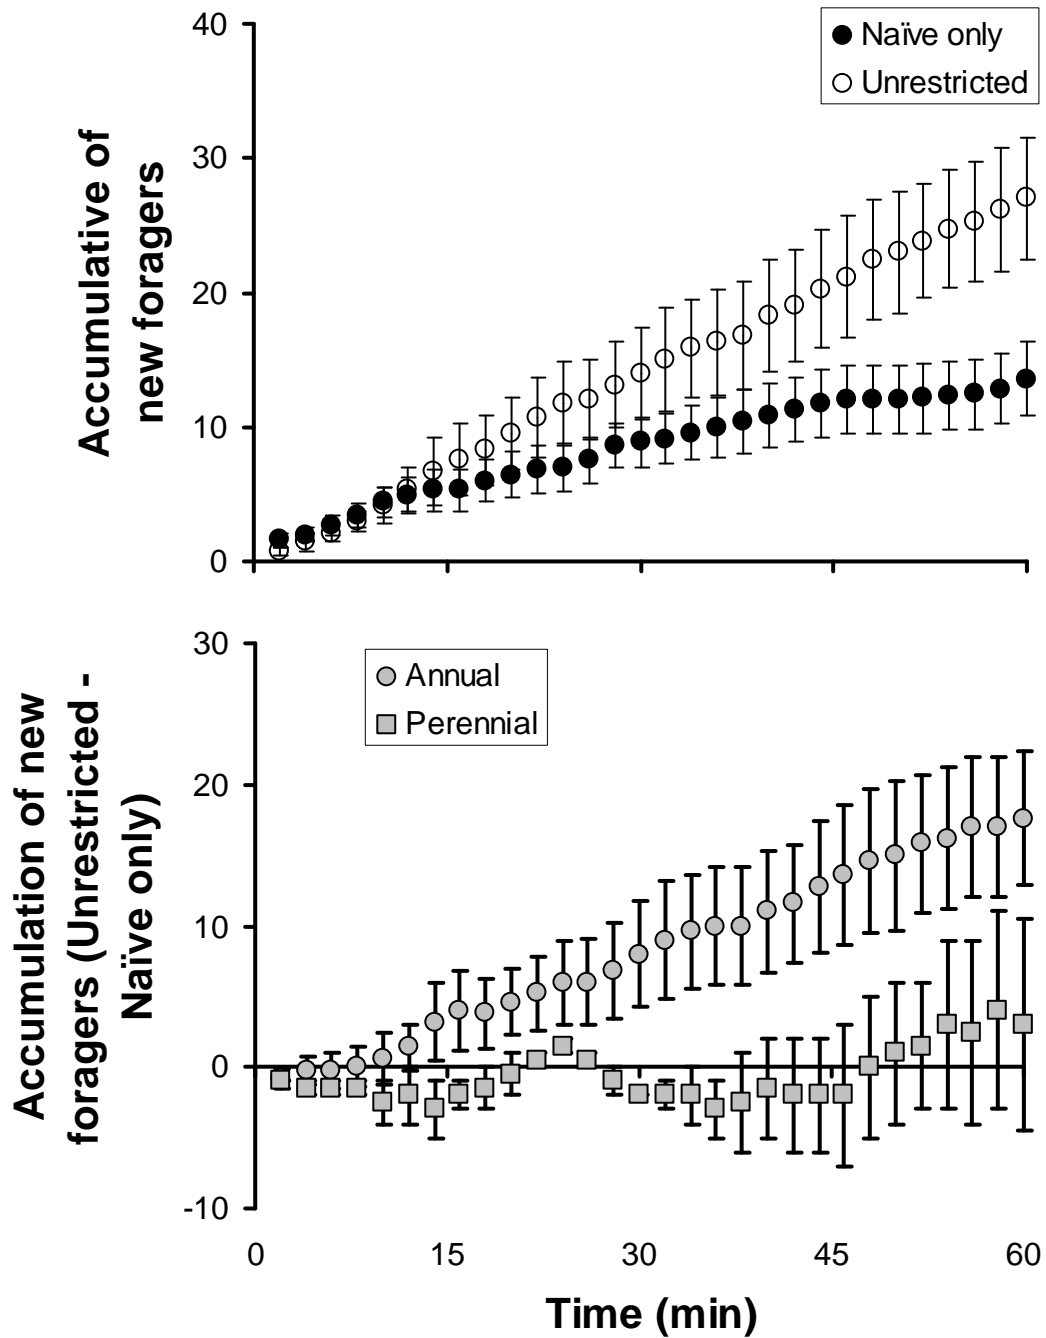 40
30
20
10
0
Accumulative of
new foragers
Naïve only
Unrestricted
30
20
10
0
-10
Accumulation of new
foragers (Unrestricted -
Naïve only)
Annual
Perennial
0 15 30 45 60
Time (min)